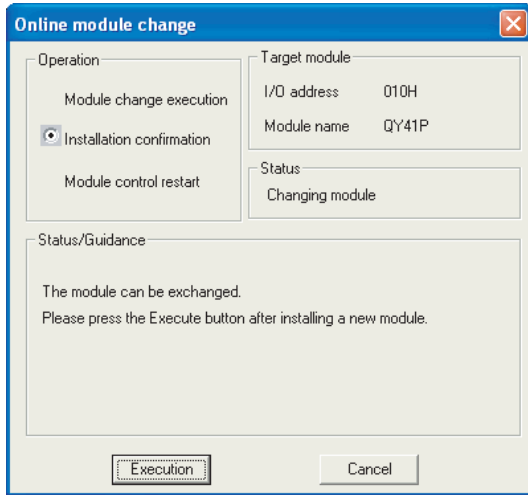 Online module change
Operation
Module change execution
Installation confirmation
Module control restart
Target module
I/O address 010H
Module name QY41P
Status
Changing module
Status/Guidance
The module can be exchanged.
Please press the Execute button after installing a new module.
Execution Cancel